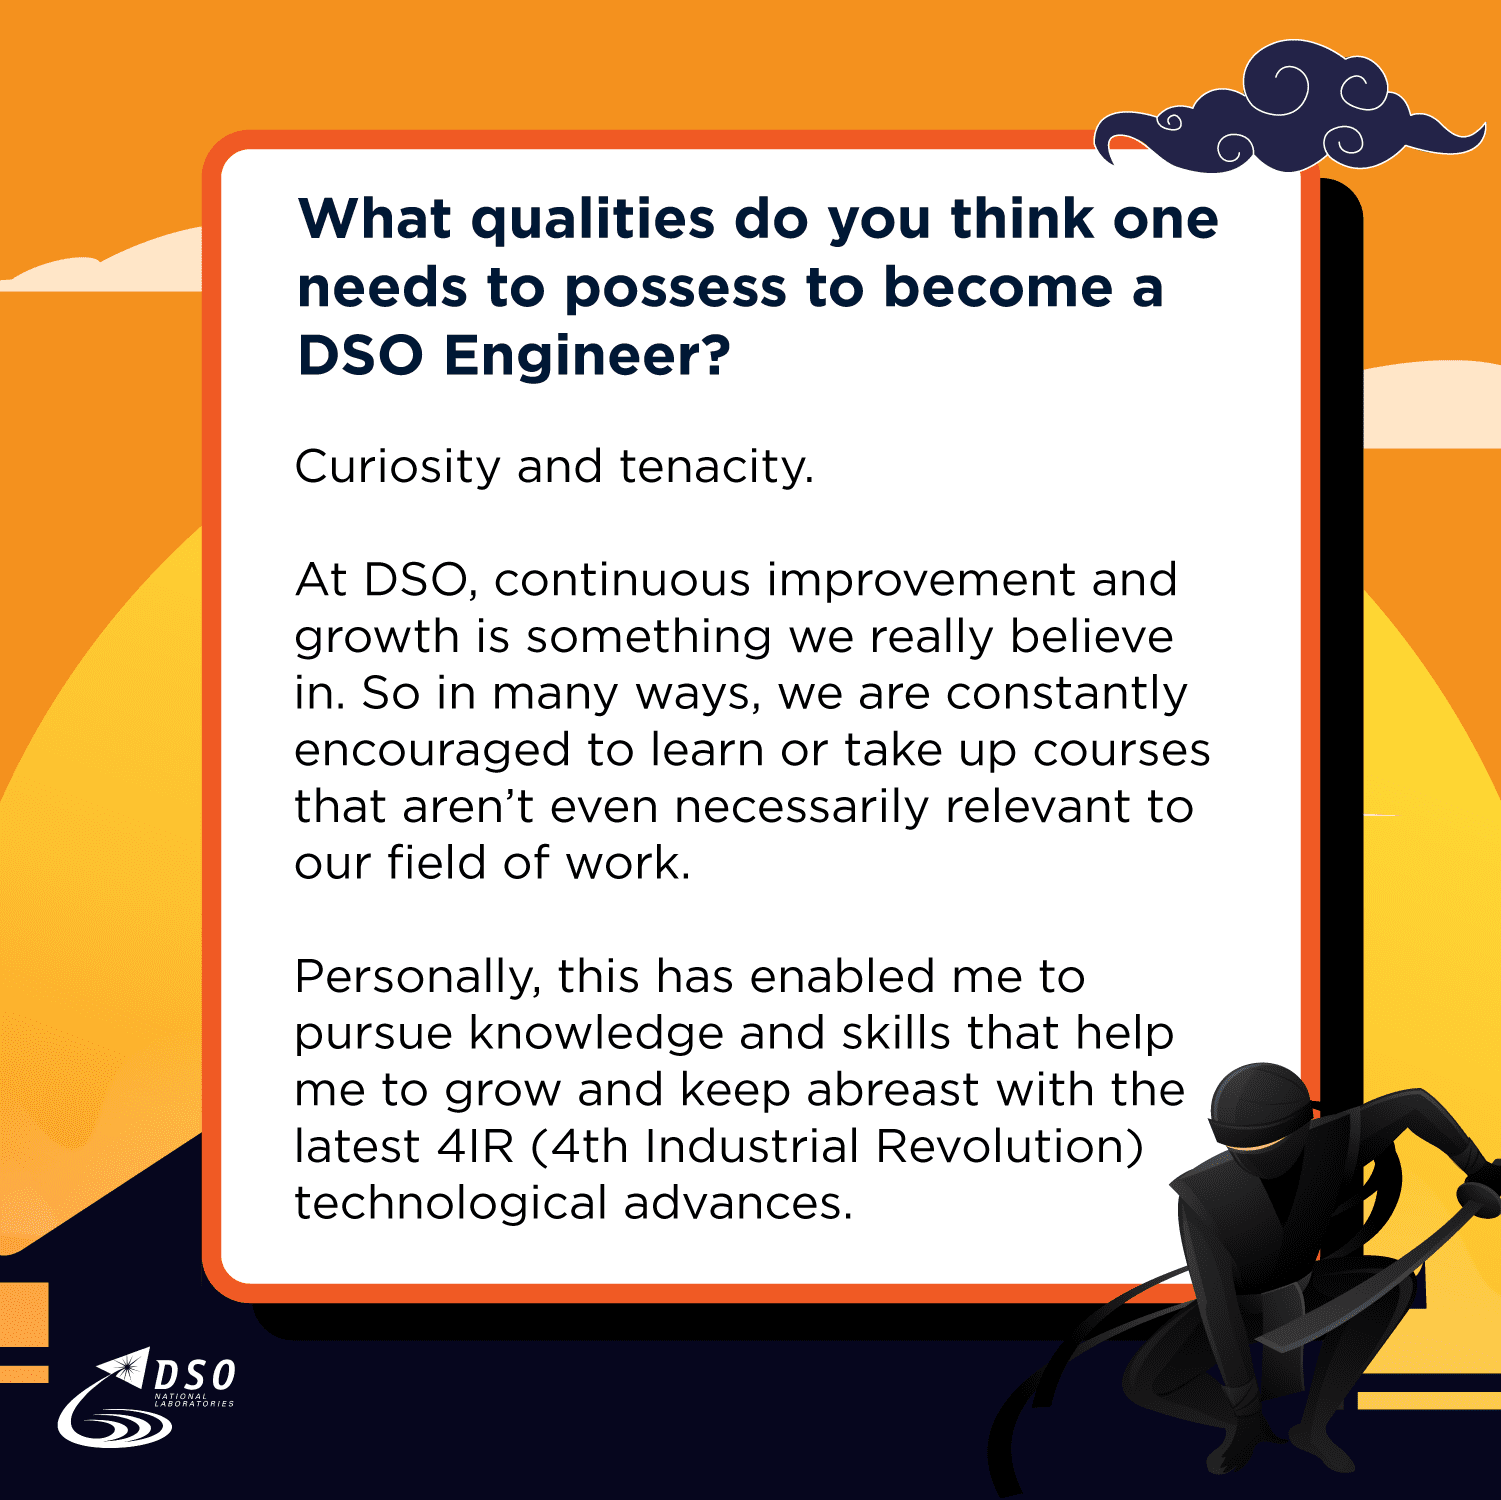 What qualities do you think one
needs to possess to become a
DSO Engineer?
Curiosity and tenacity.
At DSO, continuous improvement and
growth is something we really believe
in. So in many ways, we are constantly
encouraged to learn or take up courses
that aren’t even necessarily relevant to
our field of work.
Personally, this has enabled me to
pursue knowledge and skills that help
me to grow and keep abreast with the
latest 4IR (4th Industrial Revolution)
technological advances.
DSO
NATIONAL
LABORATORIES